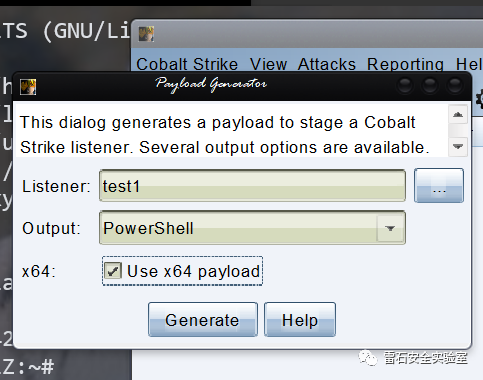 ITS (GNU/Li
Cobalt Strike View Attacks Reporting Hel
Payload Generator
This dialog generates a payload to stage a Cobalt
Strike listener. Several output options are available.
Listener: test1 ...
Output: PowerShell
x64: Use x64 payload
Generate Help
雷石安全实验室
Z:~#